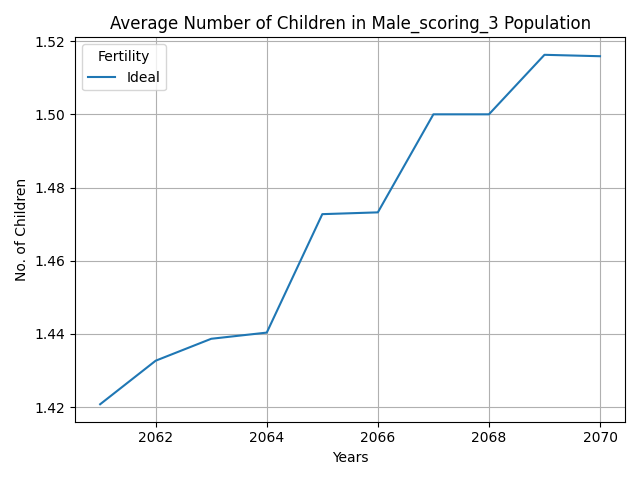 Average Number of Children in Male_scoring_3 Population
Fertility
Ideal
No. of Children
1.52
1.50
1.48
1.46
1.44
1.42
2062 2064 2066 2068 2070
Years